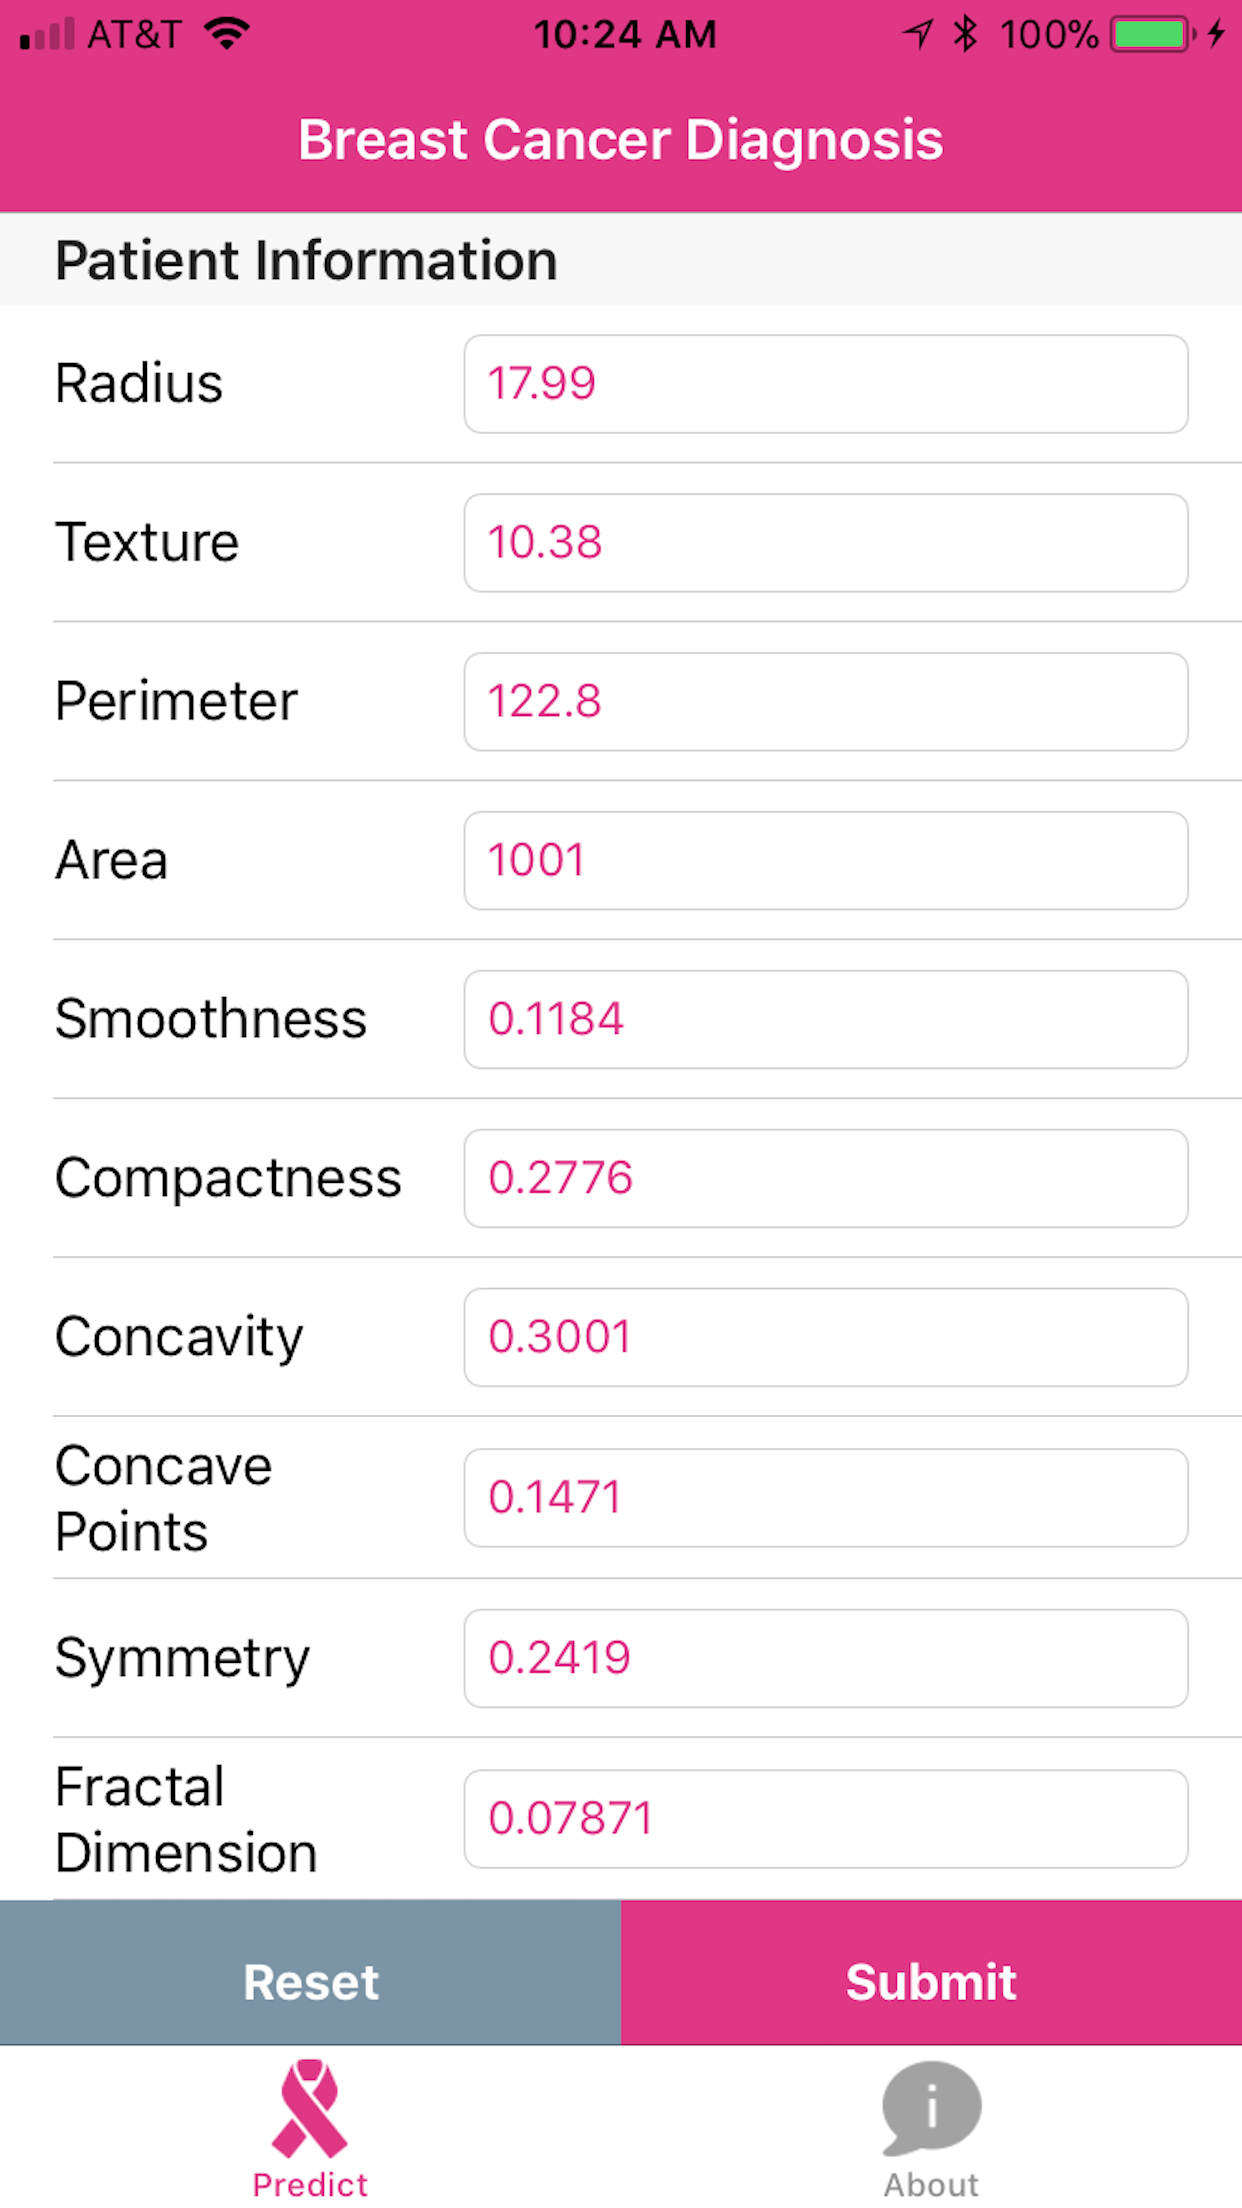 AT&T 10:24 AM 100%
Breast Cancer Diagnosis
Patient Information
Radius 17.99
Texture 10.38
Perimeter 122.8
Area 1001
Smoothness 0.1184
Compactness 0.2776
Concavity 0.3001
Concave
Points 0.1471
Symmetry 0.2419
Fractal
Dimension 0.07871
Reset Submit
Predict About